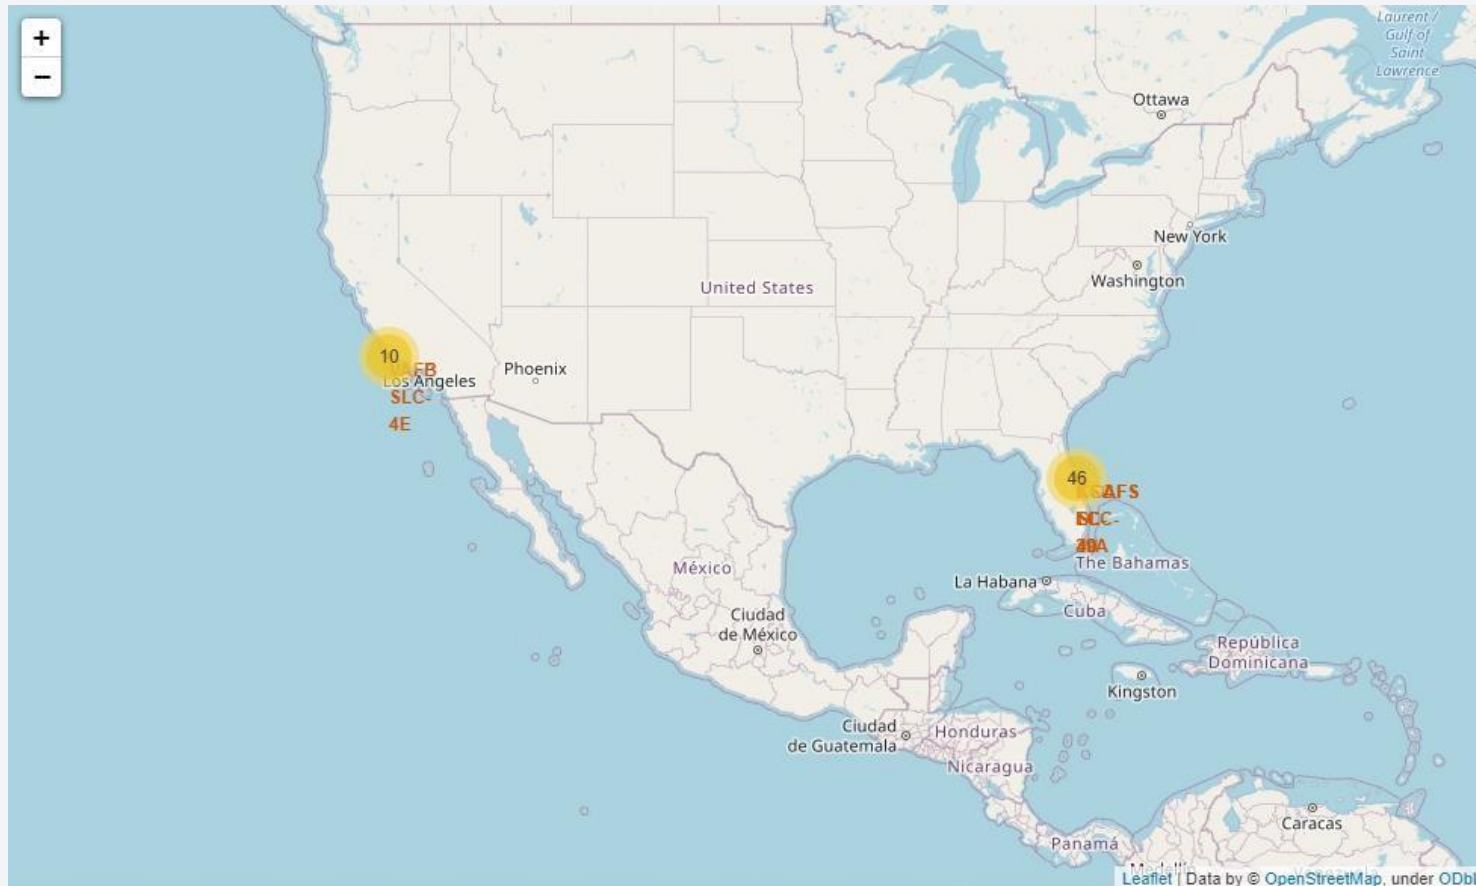 +
−
Laurent /
Gulf of
Saint
Lawrence
Ottawa
New York
Washington
United States
10
VAFB
Los Angeles
SLC-
4E
Phoenix
46
The Bahamas
La Habana
Cuba
México
Ciudad
de México
República
Dominicana
Kingston
Ciudad
de Guatemala
Honduras
Nicaragua
Caracas
Panamá
Medellín
Leaflet | Data by © OpenStreetMap, under ODbl